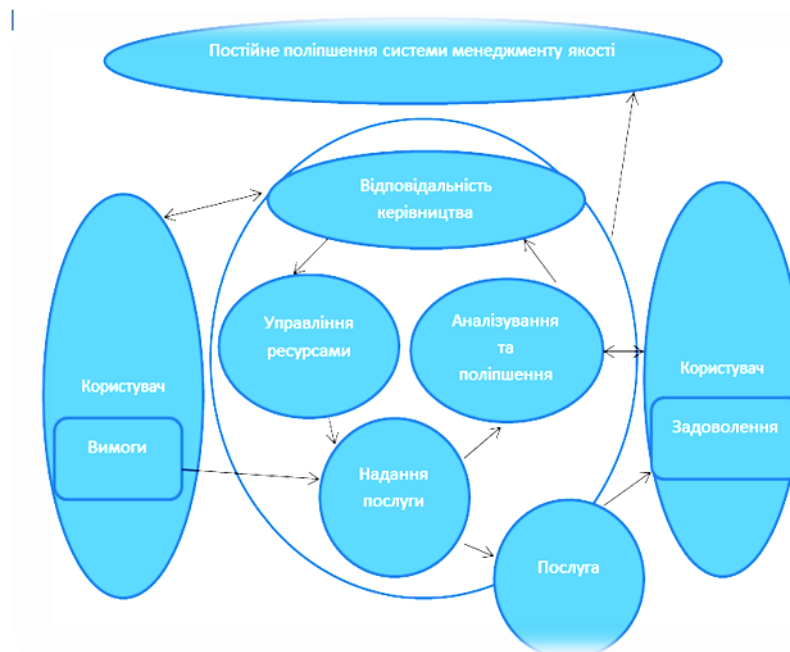 Постійне поліпшення системи менеджменту якості
Відповідальність
керівництва
Управління
ресурсами
Аналізування
та
поліпшення
Користувач
Вимоги
Користувач
Задоволення
Надання
послуги
Послуга